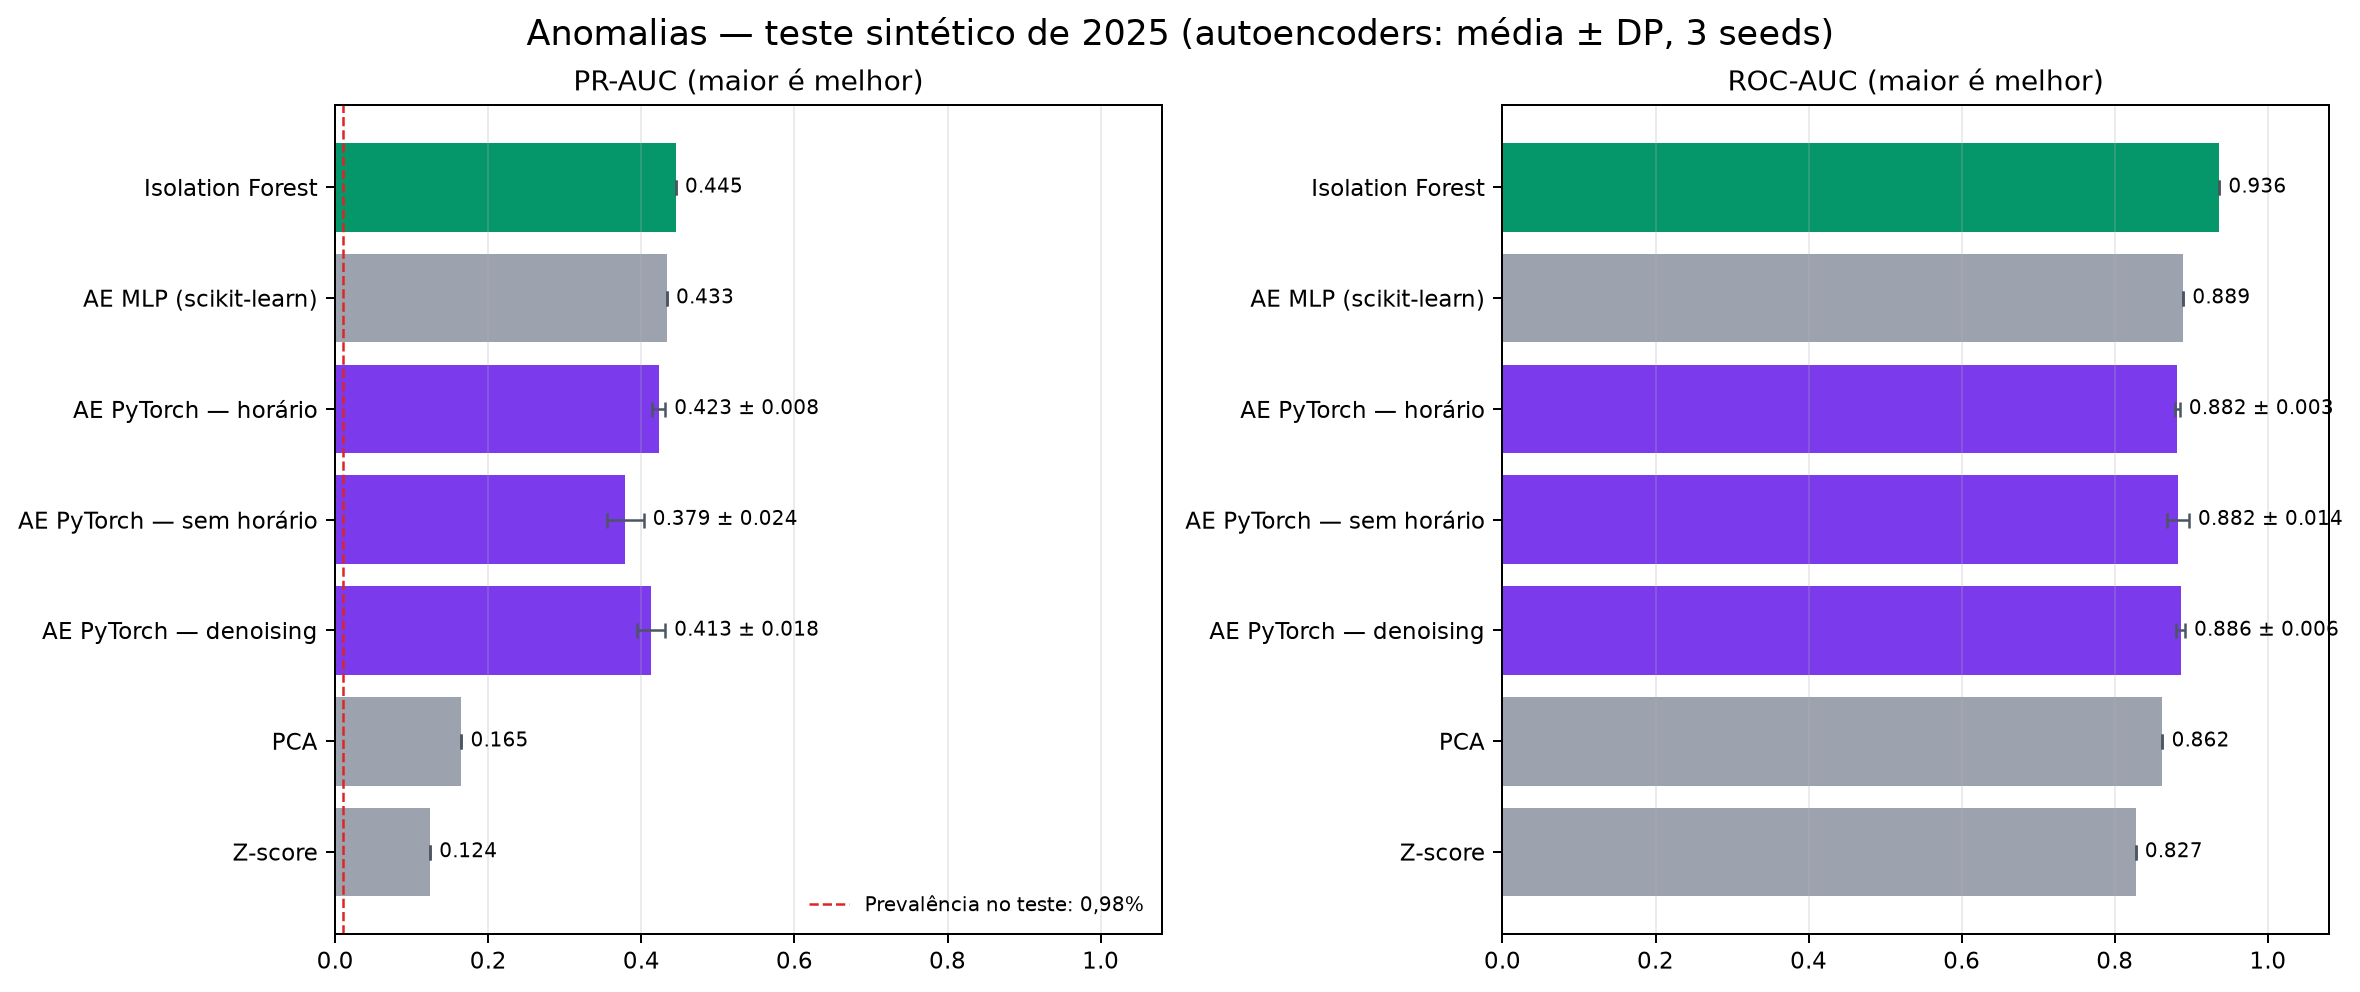 Anomalias — teste sintético de 2025 (autoencoders: média ± DP, 3 seeds)
PR-AUC (maior é melhor)
Isolation Forest
0.445
AE MLP (scikit-learn)
0.433
AE PyTorch — horário
0.423 ± 0.008
AE PyTorch — sem horário
0.379 ± 0.024
AE PyTorch — denoising
0.413 ± 0.018
PCA
0.165
Z-score
0.124
Prevalência no teste: 0,98%
0.0 0.2 0.4 0.6 0.8 1.0
ROC-AUC (maior é melhor)
Isolation Forest
0.936
AE MLP (scikit-learn)
0.889
AE PyTorch — horário
0.882 ± 0.003
AE PyTorch — sem horário
0.882 ± 0.014
AE PyTorch — denoising
0.886 ± 0.006
PCA
0.862
Z-score
0.827
0.0 0.2 0.4 0.6 0.8 1.0